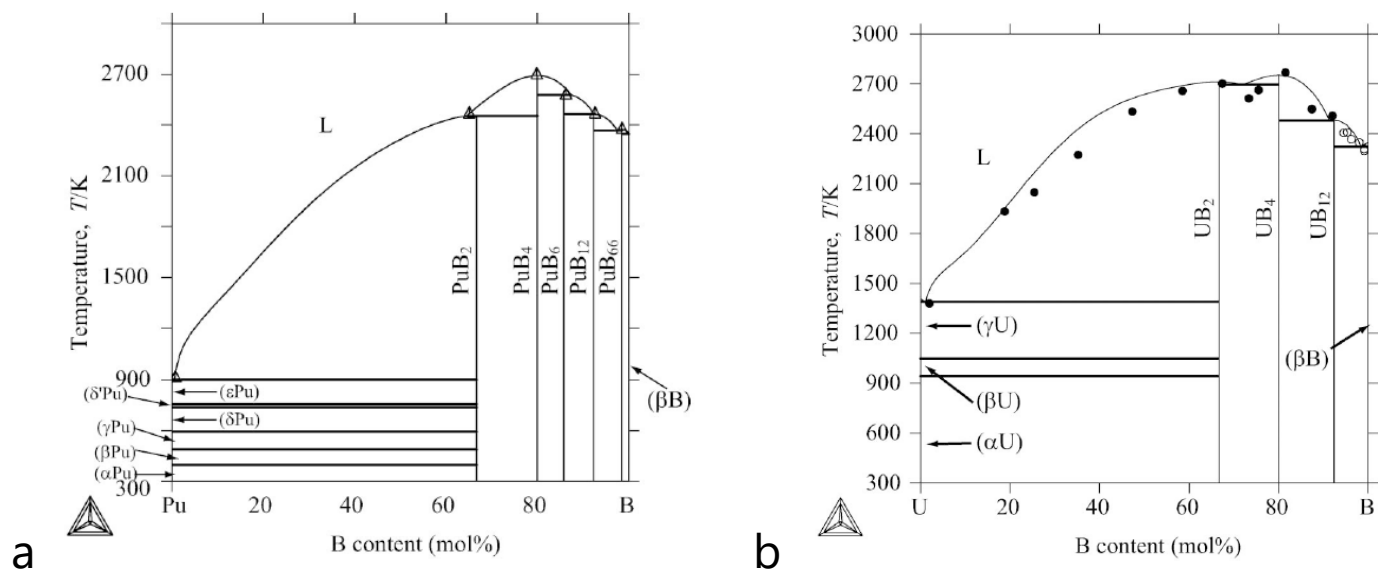 Temperature, T/K
2700
2100
1500
900
300
L
PuB2
PuB4
PuB6
PuB12
PuB66
(δ'Pu)
(εPu)
(δPu)
(γPu)
(βPu)
(αPu)
(βB)
Pu
20
40
60
80
B
B content (mol%)
a
Temperature, T/K
3000
2700
2400
2100
1800
1500
1200
900
600
300
L
UB2
UB4
UB12
(γU)
(βU)
(αU)
(βB)
U
20
40
60
80
B
B content (mol%)
b